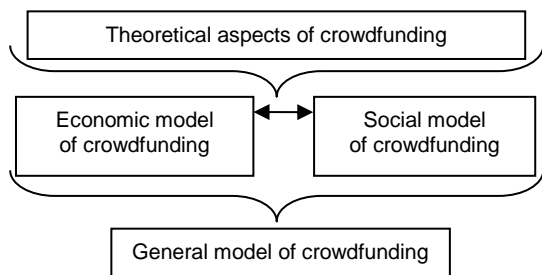 Theoretical aspects of crowdfunding
Economic model
of crowdfunding
Social model
of crowdfunding
General model of crowdfunding